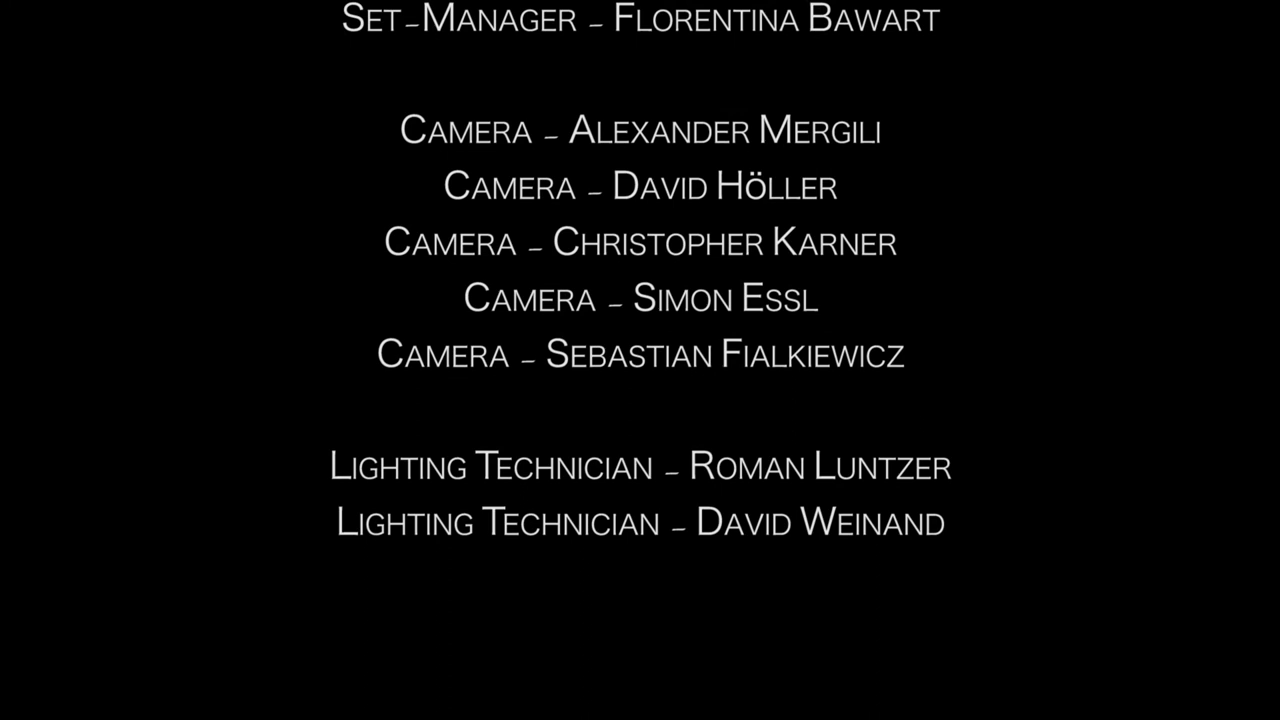 Set-Manager - Florentina Bawart
Camera - Alexander Mergili
Camera - David Höller
Camera - Christopher Karner
Camera - Simon Essl
Camera - Sebastian Fialkiewicz
Lighting Technician - Roman Luntzer
Lighting Technician - David Weinand